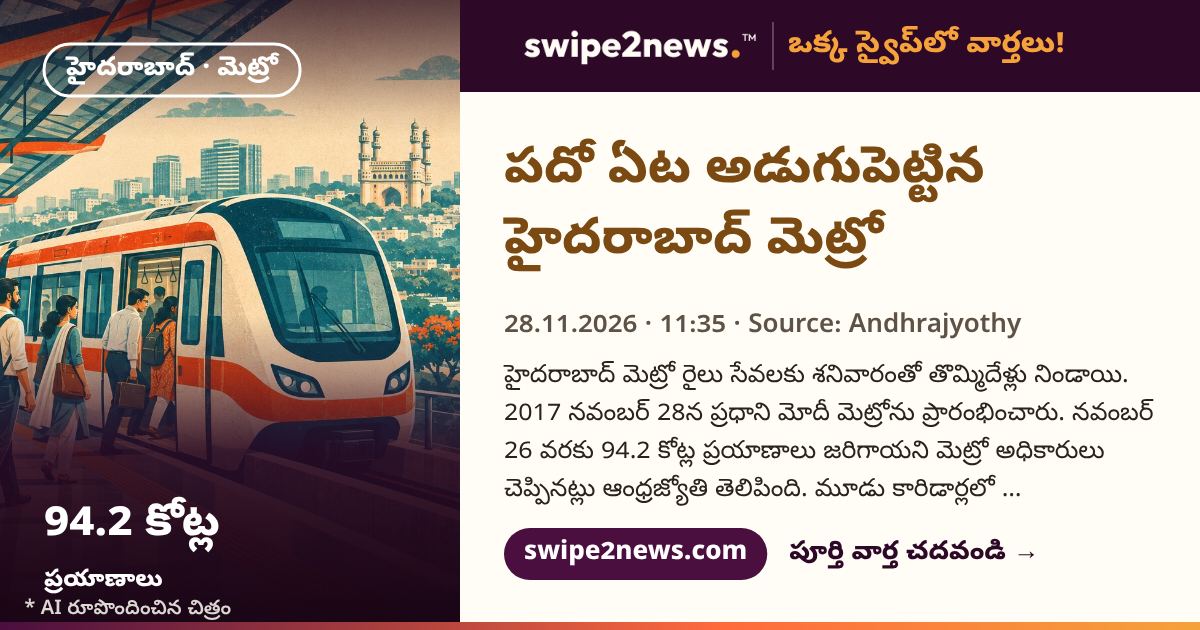 హైదరాబాద్ · మెట్రో
swipe2news.™ ఒక్క స్వైప్‌లో వార్తలు!
పదో ఏట అడుగుపెట్టిన
హైదరాబాద్ మెట్రో
28.11.2026 · 11:35 · Source: Andhrajyothy
హైదరాబాద్ మెట్రో రైలు సేవలకు శనివారంతో తొమ్మిదేళ్లు నిండాయి.
2017 నవంబర్ 28న ప్రధాని మోదీ మెట్రోను ప్రారంభించారు. నవంబర్
26 వరకు 94.2 కోట్ల ప్రయాణాలు జరిగాయని మెట్రో అధికారులు
చెప్పినట్లు ఆంధ్రజ్యోతి తెలిపింది. మూడు కారిడార్లలో ...
swipe2news.com పూర్తి వార్త చదవండి →
94.2 కోట్ల
ప్రయాణాలు
* AI రూపొందించిన చిత్రం